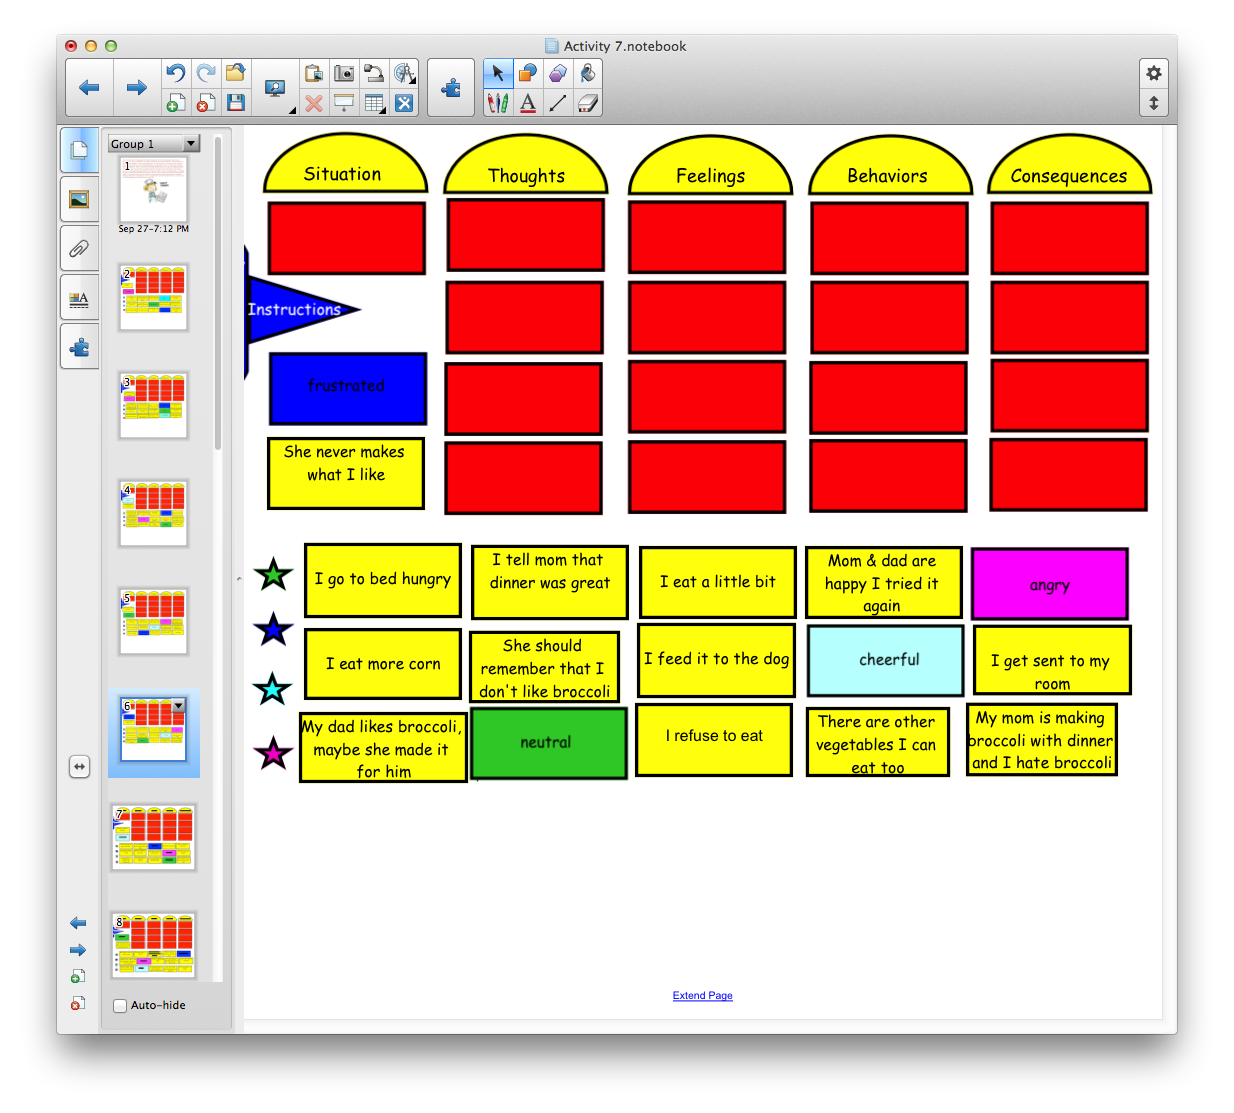 Activity 7.notebook
Group 1
1
Sep 27-7:12 PM
2
3
4
5
6
7
8
Auto-hide
Situation
Thoughts
Feelings
Behaviors
Consequences
Instructions
frustrated
She never makes
what I like
I go to bed hungry
I tell mom that
dinner was great
I eat a little bit
Mom & dad are
happy I tried it
again
angry
I eat more corn
She should
remember that I
don't like broccoli
I feed it to the dog
cheerful
I get sent to my
room
My dad likes broccoli,
maybe she made it
for him
neutral
I refuse to eat
There are other
vegetables I can
eat too
My mom is making
broccoli with dinner
and I hate broccoli
Extend Page